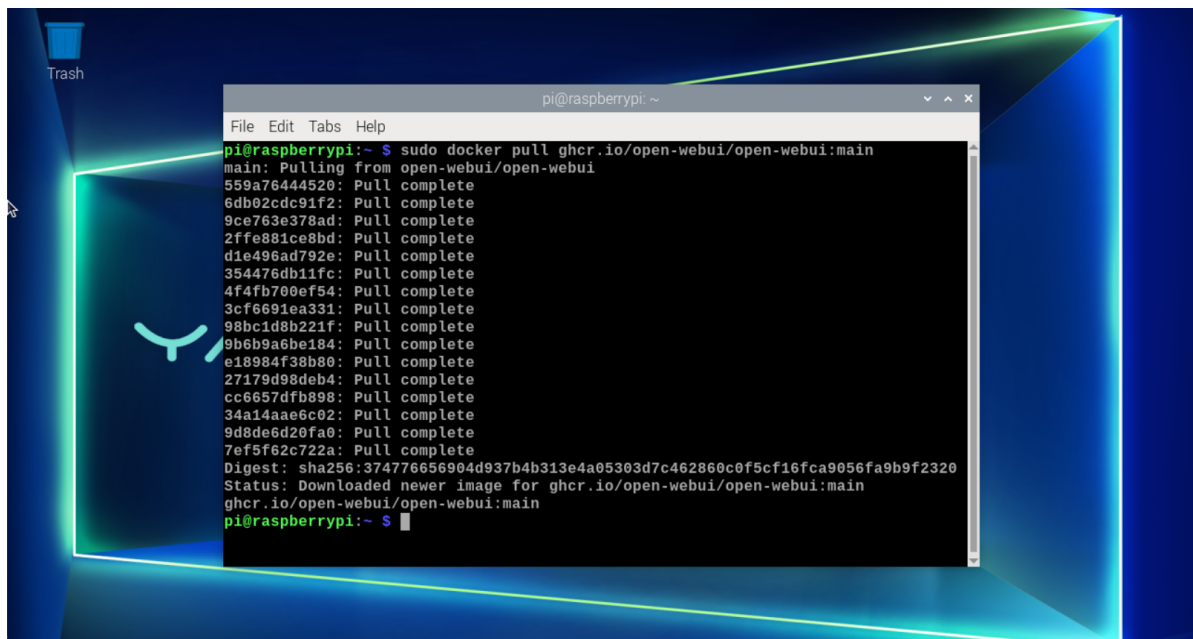 Trash
pi@raspberrypi: ~
File Edit Tabs Help
pi@raspberrypi:~ $ sudo docker pull ghcr.io/open-webui/open-webui:main
main: Pulling from open-webui/open-webui
559a76444520: Pull complete
6db02cdc91f2: Pull complete
9ce763e378ad: Pull complete
2ffe881ce8bd: Pull complete
d1e496ad792e: Pull complete
354476db11fc: Pull complete
4f4fb700ef54: Pull complete
3cf6691ea331: Pull complete
98bc1d8b221f: Pull complete
9b6b9a6be184: Pull complete
e18984f38b80: Pull complete
27179d98deb4: Pull complete
cc6657dfb898: Pull complete
34a14aae6c02: Pull complete
9d8de6d20fa0: Pull complete
7ef5f62c722a: Pull complete
Digest: sha256:374776656904d937b4b313e4a05303d7c462860c0f5cf16fca9056fa9b9f2320
Status: Downloaded newer image for ghcr.io/open-webui/open-webui:main
ghcr.io/open-webui/open-webui:main
pi@raspberrypi:~ $